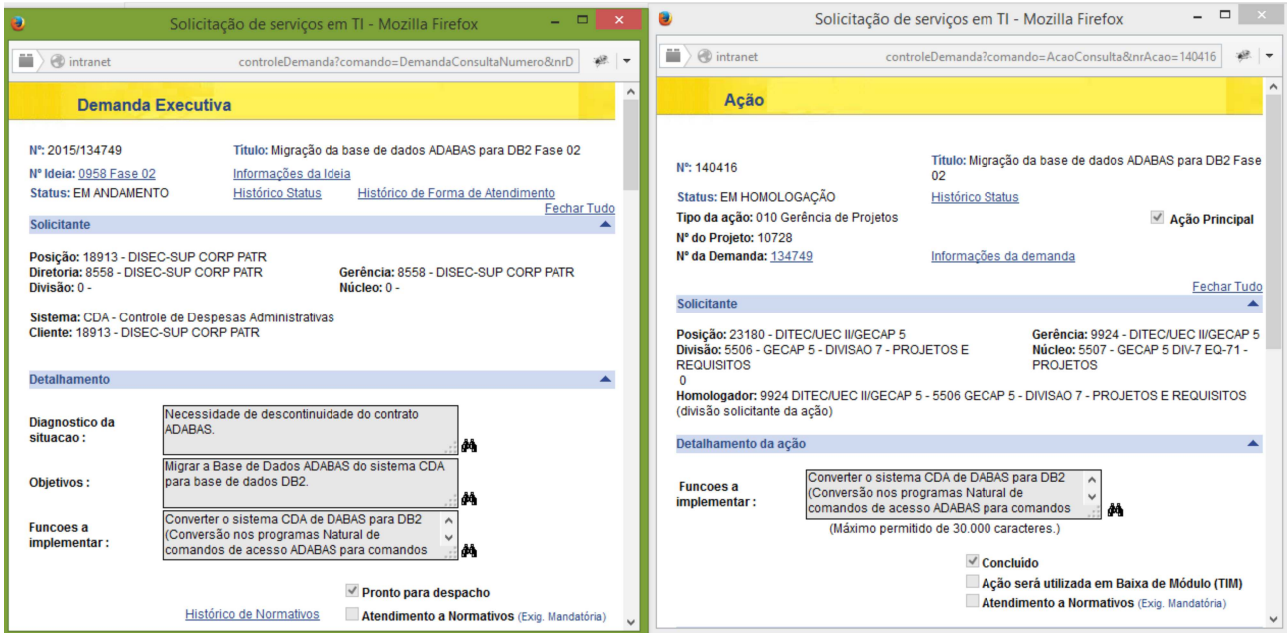 Solicitação de serviços em TI - Mozilla Firefox
intranet controleDemanda?comando=DemandaConsultaNumero&nrD
Demanda Executiva
Nº: 2015/134749 Título: Migração da base de dados ADABAS para DB2 Fase 02
Nº Ideia: 0958 Fase 02 Informações da Ideia
Status: EM ANDAMENTO Histórico Status Histórico de Forma de Atendimento
Fechar Tudo
Solicitante
Posição: 18913 - DISEC-SUP CORP PATR
Diretoria: 8558 - DISEC-SUP CORP PATR Gerência: 8558 - DISEC-SUP CORP PATR
Divisão: 0 - Núcleo: 0 -
Sistema: CDA - Controle de Despesas Administrativas
Cliente: 18913 - DISEC-SUP CORP PATR
Detalhamento
Diagnostico da situacao :
Necessidade de descontinuidade do contrato
ADABAS.
Objetivos :
Migrar a Base de Dados ADABAS do sistema CDA
para base de dados DB2.
Funcoes a implementar :
Converter o sistema CDA de DABAS para DB2
(Conversão nos programas Natural de
comandos de acesso ADABAS para comandos
Pronto para despacho
Histórico de Normativos Atendimento a Normativos (Exig. Mandatória)
Solicitação de serviços em TI - Mozilla Firefox
intranet controleDemanda?comando=AcaoConsulta&nrAcao=140416
Ação
Nº: 140416 Título: Migração da base de dados ADABAS para DB2 Fase
02
Status: EM HOMOLOGAÇÃO Histórico Status
Tipo da ação: 010 Gerência de Projetos Ação Principal
Nº do Projeto: 10728
Nº da Demanda: 134749 Informações da demanda
Fechar Tudo
Solicitante
Posição: 23180 - DITEC/UEC II/GECAP 5 Gerência: 9924 - DITEC/UEC II/GECAP 5
Divisão: 5506 - GECAP 5 - DIVISAO 7 - PROJETOS E Núcleo: 5507 - GECAP 5 DIV-7 EQ-71 -
REQUISITOS PROJETOS
0
Homologador: 9924 DITEC/UEC II/GECAP 5 - 5506 GECAP 5 - DIVISAO 7 - PROJETOS E REQUISITOS
(divisão solicitante da ação)
Detalhamento da ação
Funcoes a implementar :
Converter o sistema CDA de DABAS para DB2
(Conversão nos programas Natural de
comandos de acesso ADABAS para comandos
(Máximo permitido de 30.000 caracteres.)
Concluído
Ação será utilizada em Baixa de Módulo (TIM)
Atendimento a Normativos (Exig. Mandatória)